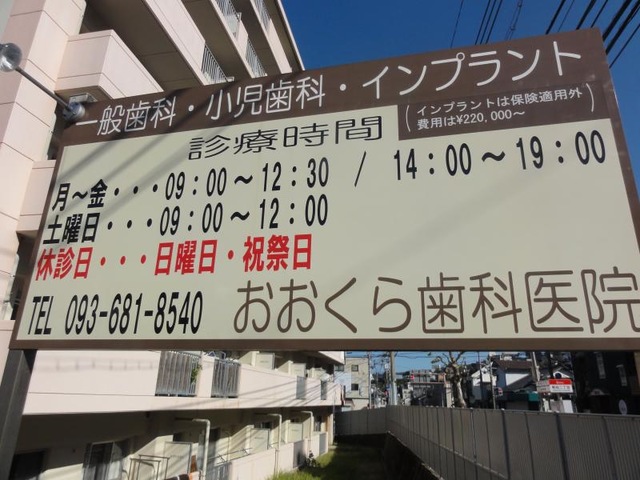 一般歯科・小児歯科・インプラント
(インプラントは保険適用外
費用は¥220,000～)
診療時間
月～金・・・09:00～12:30 / 14:00～19:00
土曜日・・・09:00～12:00
休診日・・・日曜日・祝祭日
TEL 093-681-8540 おおくら歯科医院